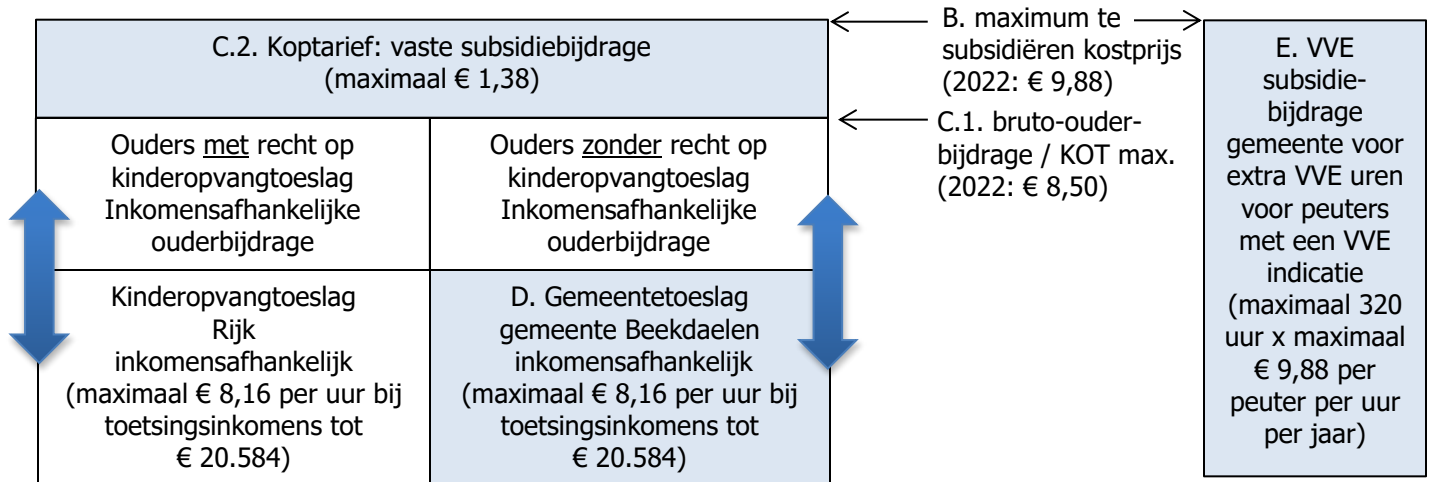 C.2. Koptarief: vaste subsidiebijdrage
(maximaal € 1,38)
B. maximum te
subsidiëren kostprijs
(2022: € 9,88)
C.1. bruto-ouder-
bijdrage / KOT max.
(2022: € 8,50)
Ouders met recht op
kinderopvangtoeslag
Inkomensafhankelijke
ouderbijdrage
Ouders zonder recht op
kinderopvangtoeslag
Inkomensafhankelijke
ouderbijdrage
Kinderopvangtoeslag
Rijk
inkomensafhankelijk
(maximaal € 8,16 per uur bij
toetsingsinkomens tot
€ 20.584)
D. Gemeentetoeslag
gemeente Beekdaelen
inkomensafhankelijk
(maximaal € 8,16 per uur bij
toetsingsinkomens tot
€ 20.584)
E. VVE
subsidie-
bijdrage
gemeente voor
extra VVE uren
voor peuters
met een VVE
indicatie
(maximaal 320
uur x maximaal
€ 9,88 per
peuter per uur
per jaar)